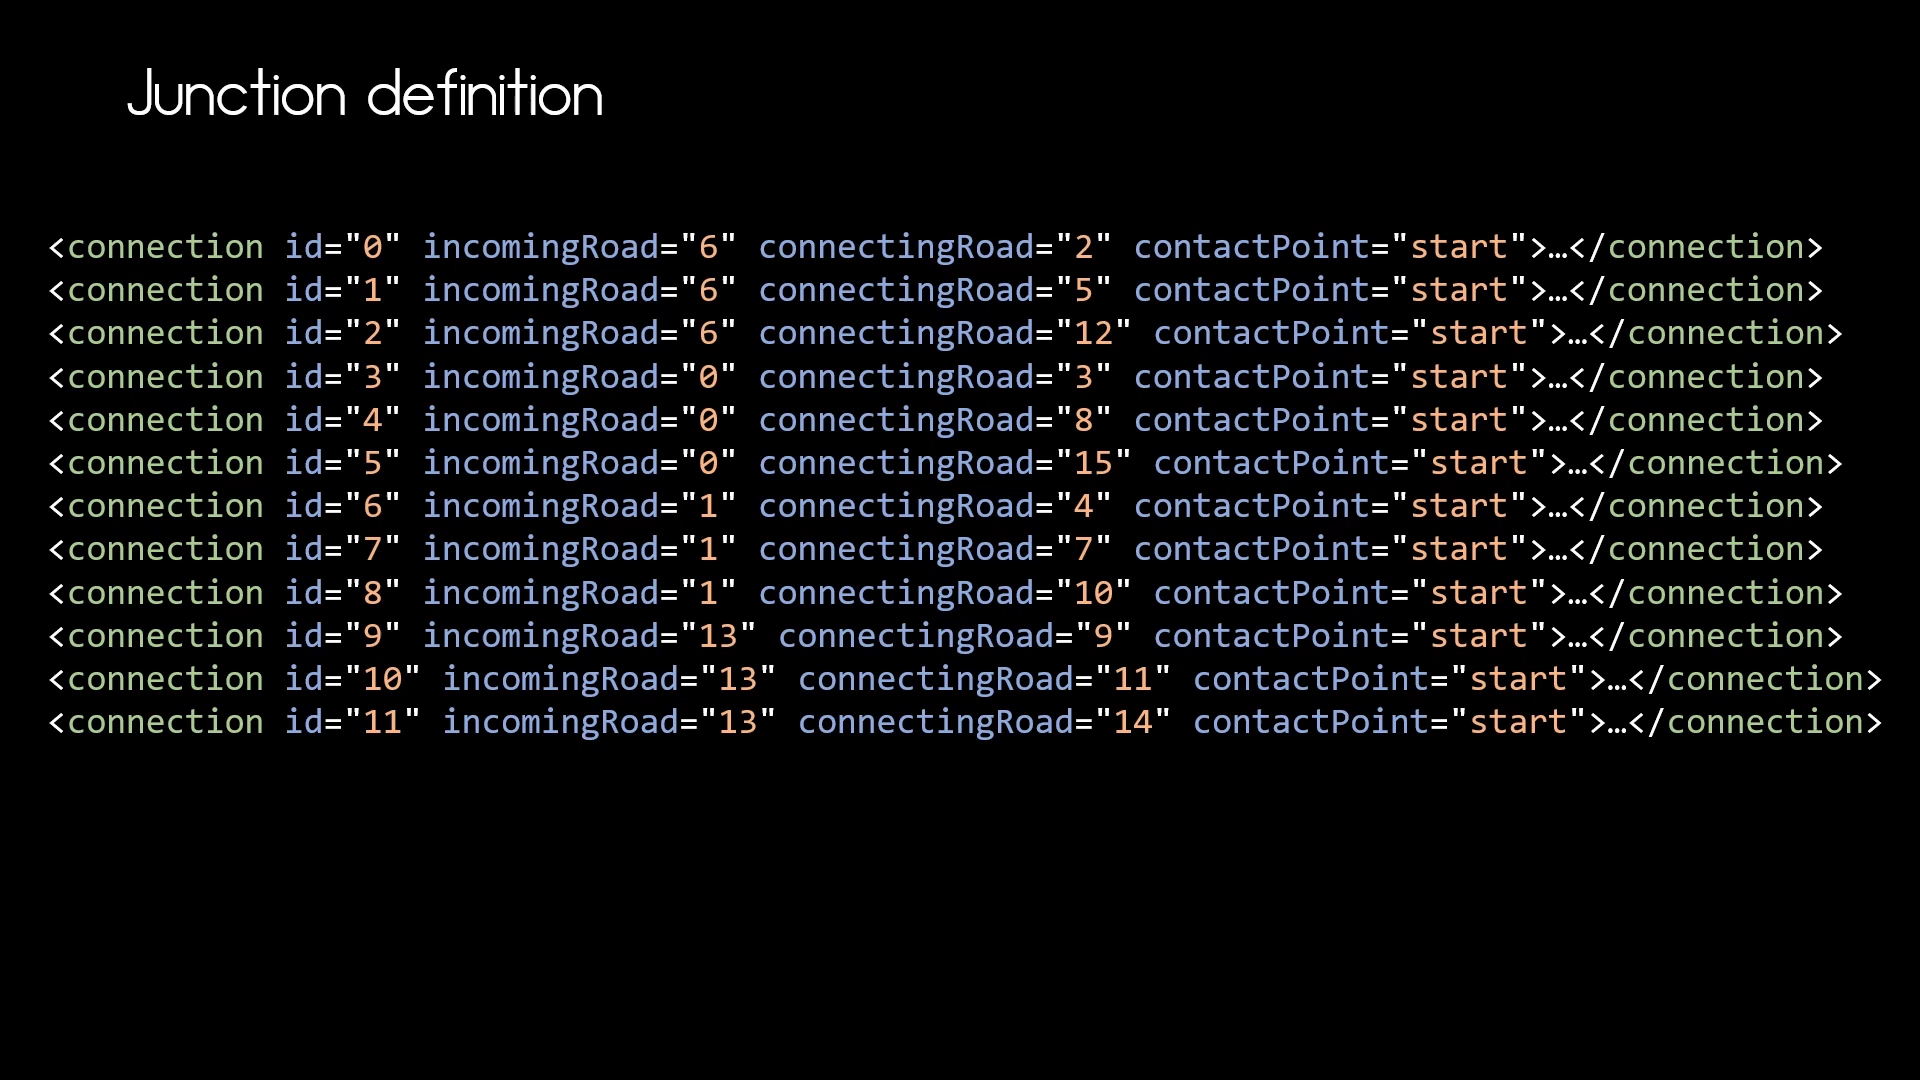 Junction definition
<connection id="0" incomingRoad="6" connectingRoad="2" contactPoint="start">…</connection>
<connection id="1" incomingRoad="6" connectingRoad="5" contactPoint="start">…</connection>
<connection id="2" incomingRoad="6" connectingRoad="12" contactPoint="start">…</connection>
<connection id="3" incomingRoad="0" connectingRoad="3" contactPoint="start">…</connection>
<connection id="4" incomingRoad="0" connectingRoad="8" contactPoint="start">…</connection>
<connection id="5" incomingRoad="0" connectingRoad="15" contactPoint="start">…</connection>
<connection id="6" incomingRoad="1" connectingRoad="4" contactPoint="start">…</connection>
<connection id="7" incomingRoad="1" connectingRoad="7" contactPoint="start">…</connection>
<connection id="8" incomingRoad="1" connectingRoad="10" contactPoint="start">…</connection>
<connection id="9" incomingRoad="13" connectingRoad="9" contactPoint="start">…</connection>
<connection id="10" incomingRoad="13" connectingRoad="11" contactPoint="start">…</connection>
<connection id="11" incomingRoad="13" connectingRoad="14" contactPoint="start">…</connection>